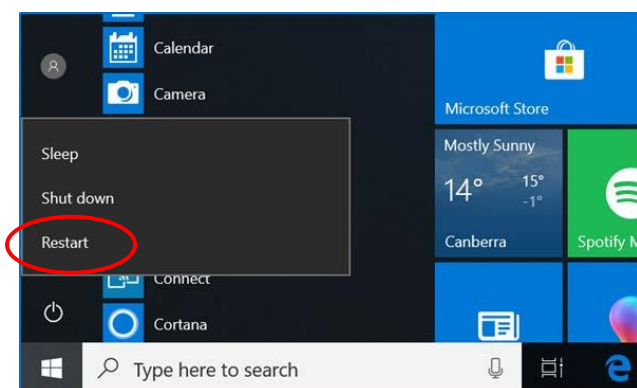 Calendar
Camera
Microsoft Store
Sleep
Shut down
Restart
Mostly Sunny
14° 15°
-1°
Canberra
Spotify M
Connect
Cortana
Type here to search